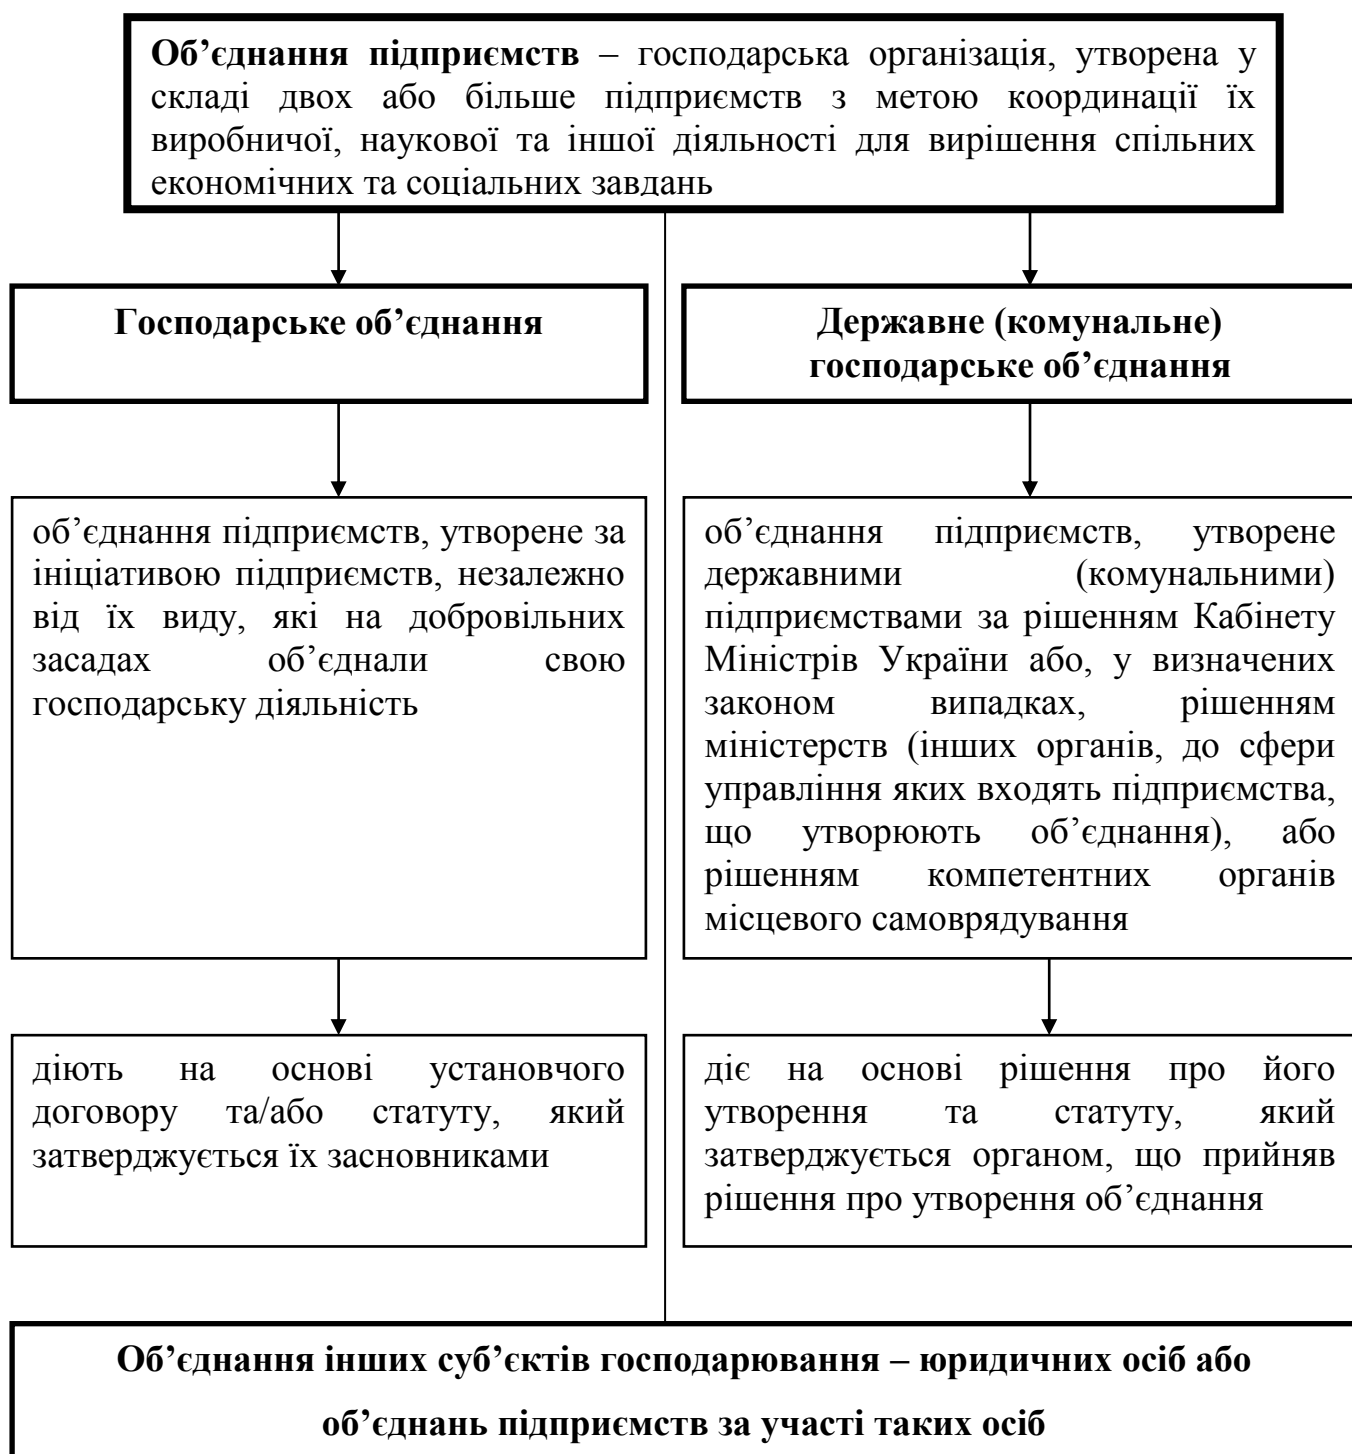 Об’єднання підприємств – господарська організація, утворена у
складі двох або більше підприємств з метою координації їх
виробничої, наукової та іншої діяльності для вирішення спільних
економічних та соціальних завдань
Господарське об’єднання
Державне (комунальне)
господарське об’єднання
об’єднання підприємств, утворене за
ініціативою підприємств, незалежно
від їх виду, які на добровільних
засадах об’єднали свою
господарську діяльність
об’єднання підприємств, утворене
державними (комунальними)
підприємствами за рішенням Кабінету
Міністрів України або, у визначених
законом випадках, рішенням
міністерств (інших органів, до сфери
управління яких входять підприємства,
що утворюють об’єднання), або
рішенням компетентних органів
місцевого самоврядування
діють на основі установчого
договору та/або статуту, який
затверджується їх засновниками
діє на основі рішення про його
утворення та статуту, який
затверджується органом, що прийняв
рішення про утворення об’єднання
Об’єднання інших суб’єктів господарювання – юридичних осіб або
об’єднань підприємств за участі таких осіб